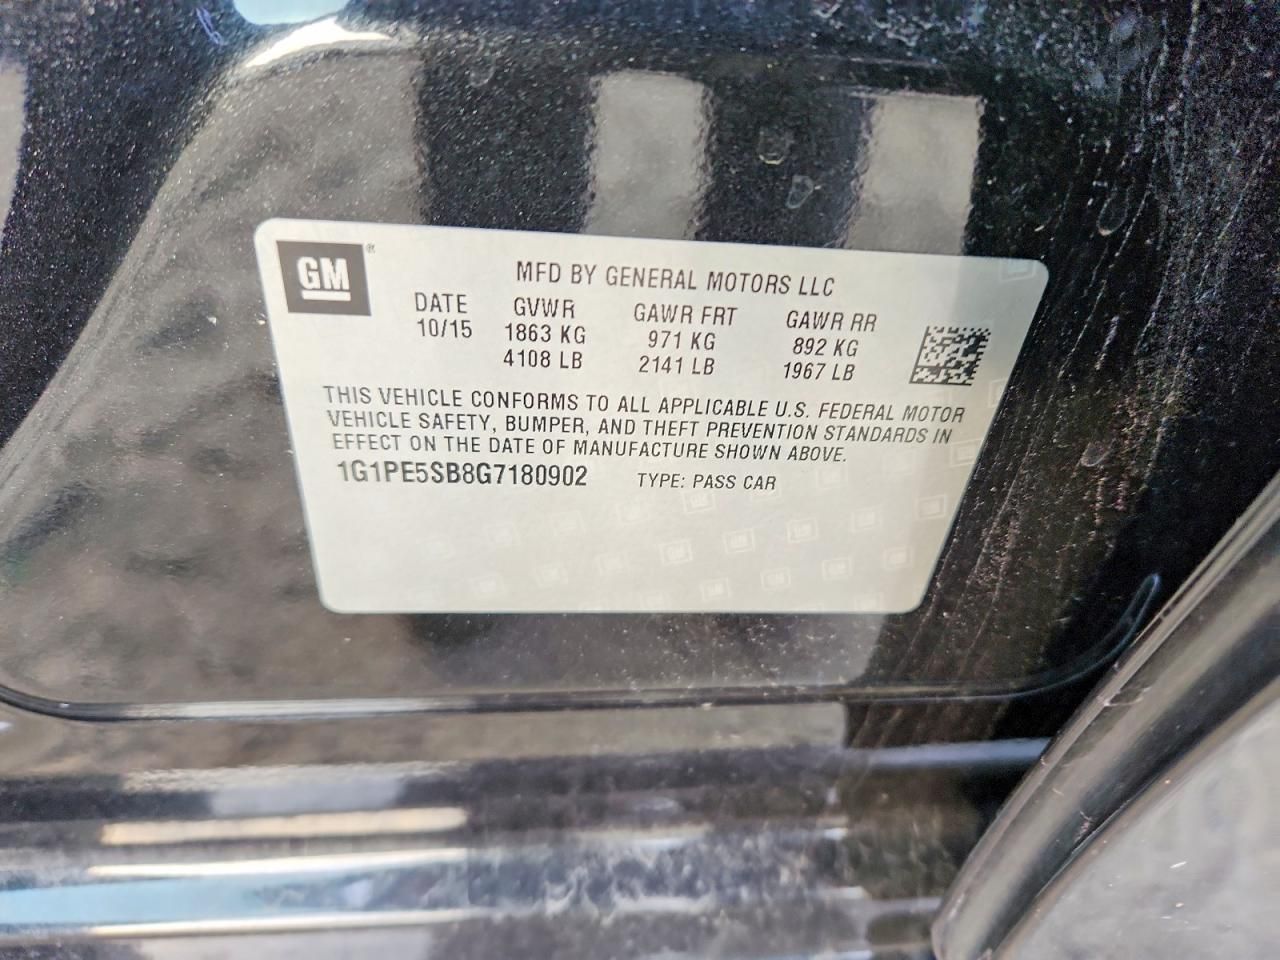 GM®
MFD BY GENERAL MOTORS LLC
DATE GVWR GAWR FRT GAWR RR
10/15 1863 KG 971 KG 892 KG
4108 LB 2141 LB 1967 LB
THIS VEHICLE CONFORMS TO ALL APPLICABLE U.S. FEDERAL MOTOR
VEHICLE SAFETY, BUMPER, AND THEFT PREVENTION STANDARDS IN
EFFECT ON THE DATE OF MANUFACTURE SHOWN ABOVE.
1G1PE5SB8G7180902 TYPE: PASS CAR